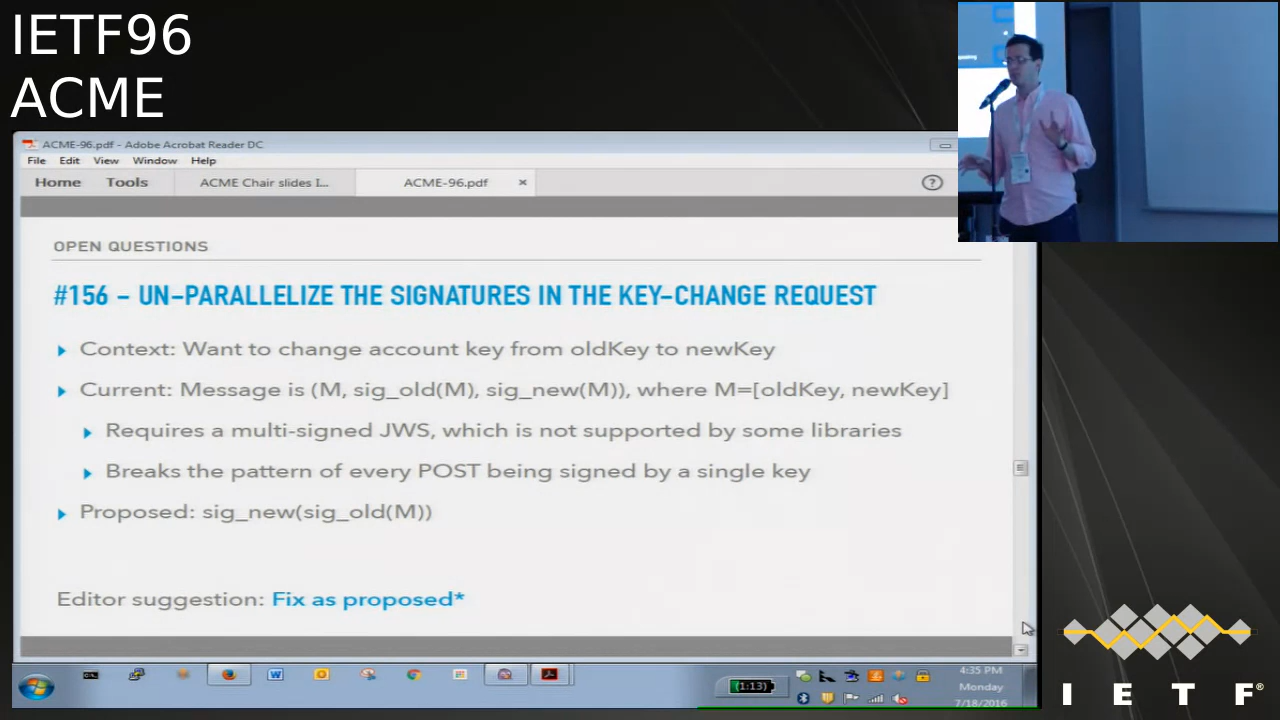 IETF96
ACME
ACME-96.pdf - Adobe Acrobat Reader DC
File Edit View Window Help
Home Tools ACME Chair slides I... ACME-96.pdf × ?
OPEN QUESTIONS
#156 – UN-PARALLELIZE THE SIGNATURES IN THE KEY-CHANGE REQUEST
Context: Want to change account key from oldKey to newKey
Current: Message is (M, sig_old(M), sig_new(M)), where M=[oldKey, newKey]
Requires a multi-signed JWS, which is not supported by some libraries
Breaks the pattern of every POST being signed by a single key
Proposed: sig_new(sig_old(M))
Editor suggestion: Fix as proposed*
(1:13)
4:35 PM
Monday
7/18/2016
I E T F®